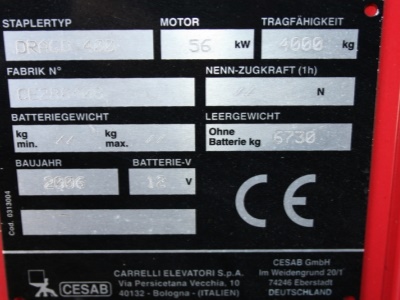 STAPLERTYP MOTOR TRAGFÄHIGKEIT
56 kW 4000 kg
FABRIK N° NENN-ZUGKRAFT (1h)
// N
BATTERIEGEWICHT LEERGEWICHT
kg min. // kg max. // Ohne Batterie kg 6730
BAUJAHR BATTERIE-V
2006 12 V
CE
Cod. 0313004
CESAB
CARRELLI ELEVATORI S.p.A.
Via Persicetana Vecchia, 10
40132 - Bologna - (ITALIEN)
CESAB GmbH
Im Weidengrund 20/1
74246 Eberstadt
DEUTSCHLAND